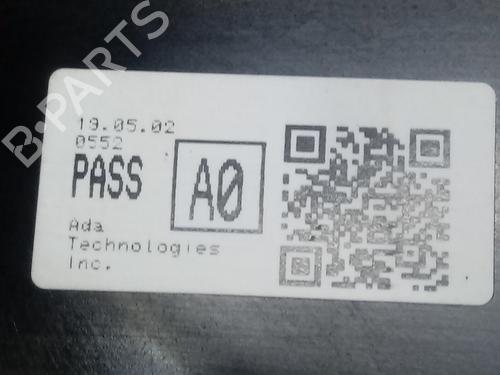 B-PARTS
19.05.02
0552
PASS
A0
Ada
Technologies
Inc.